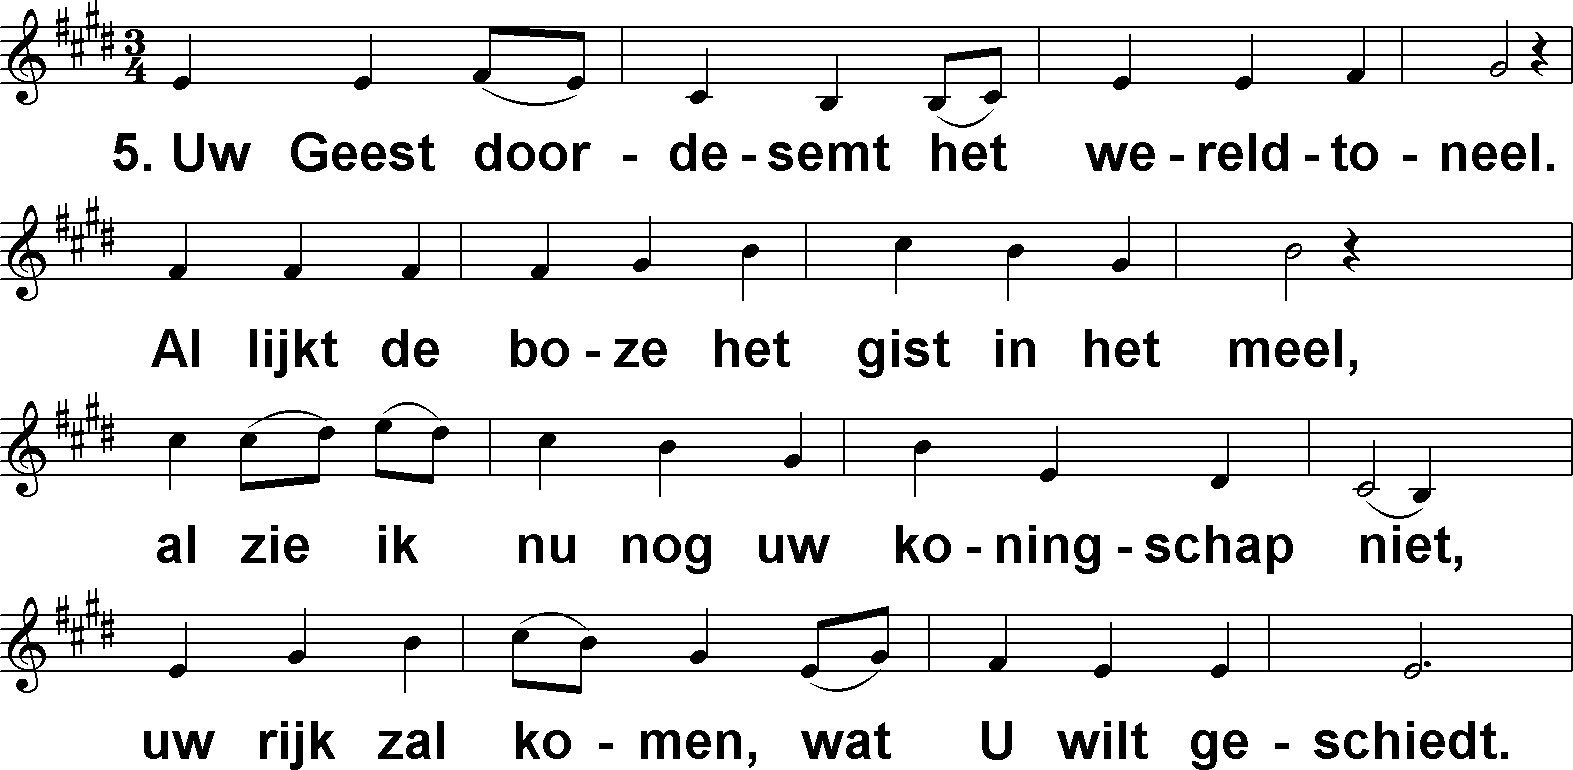 5. Uw Geest door - de - semt het we - reld - to - neel.
Al lijkt de bo - ze het gist in het meel,
al zie ik nu nog uw ko - ning - schap niet,
uw rijk zal ko - men, wat U wilt ge - schiedt.